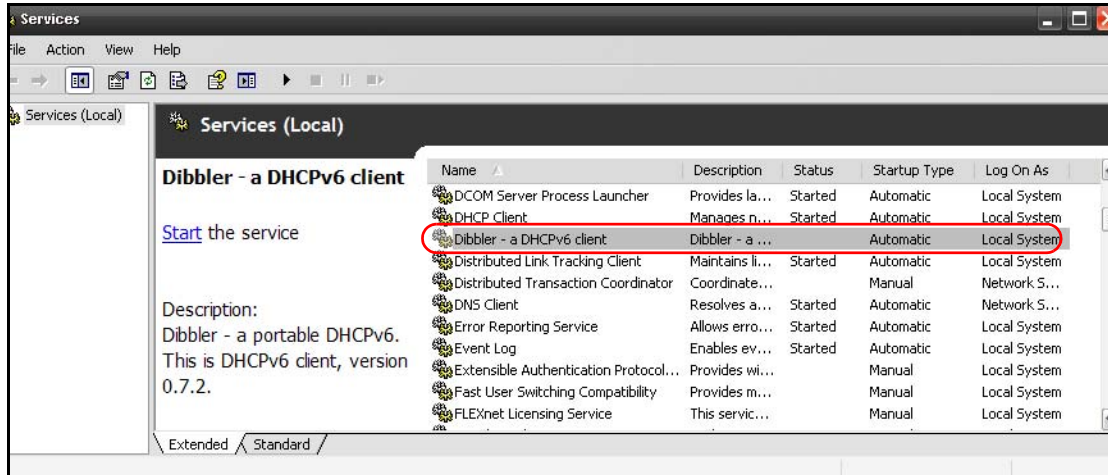 Services
File Action View Help
Services (Local)
Services (Local)
Dibbler - a DHCPv6 client
Start the service
Description:
Dibbler - a portable DHCPv6.
This is DHCPv6 client, version
0.7.2.
Name Description Status Startup Type Log On As
DCOM Server Process Launcher Provides la... Started Automatic Local System
DHCP Client Manages n... Started Automatic Local System
Dibbler - a DHCPv6 client Dibbler - a ... Automatic Local System
Distributed Link Tracking Client Maintains li... Started Automatic Local System
Distributed Transaction Coordinator Coordinate... Manual Network S...
DNS Client Resolves a... Started Automatic Network S...
Error Reporting Service Allows erro... Started Automatic Local System
Event Log Enables ev... Started Automatic Local System
Extensible Authentication Protocol... Provides wi... Manual Local System
Fast User Switching Compatibility Provides m... Manual Local System
FLEXnet Licensing Service This servic... Manual Local System
Extended Standard